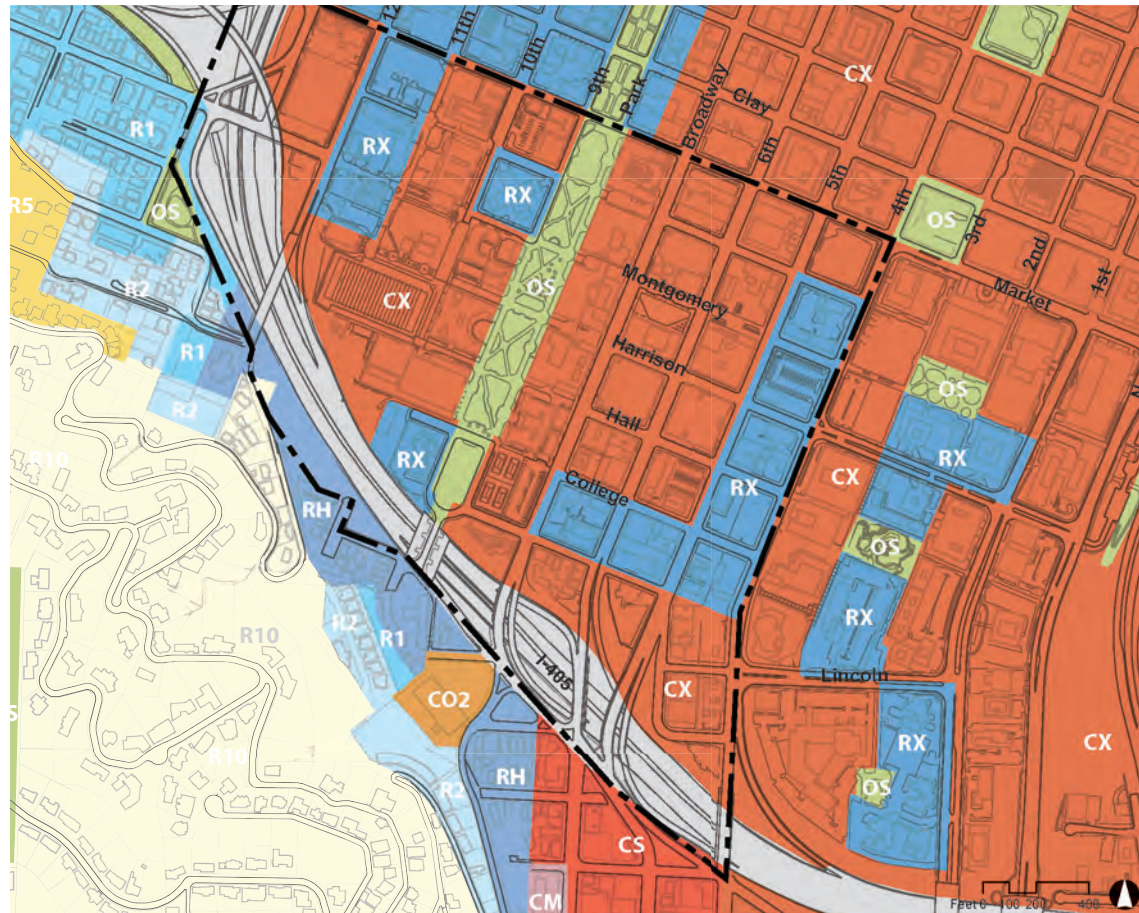 11th
10th
9th
Park
Broadway
Clay
6th
5th
4th
3rd
2nd
1st
CX
R1
RX
RX
OS
R5
OS
OS
R2
CX
Montgomery
Market
Harrison
R1
OS
R2
Hall
R10
RX
RX
CX
RX
College
RH
OS
R2
R1
R10
RX
I-405
Lincoln
CX
CO2
RX
CX
R10
RH
R2
OS
CS
CM
Feet 0 100 200 400